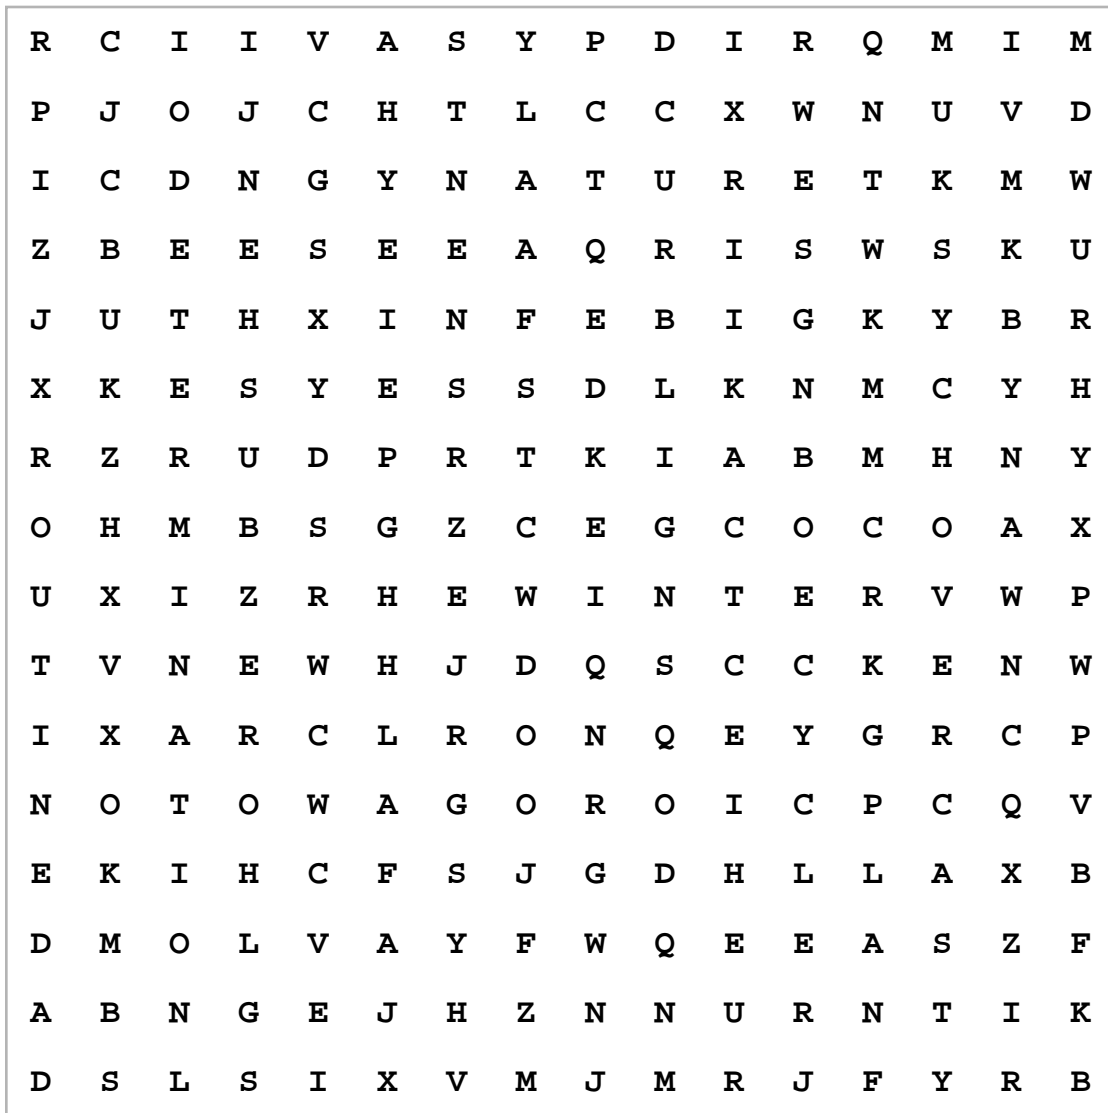 R C I I V A S Y P D I R Q M I M
P J O J C H T L C C X W N U V D
I C D N G Y N A T U R E T K M W
Z B E E S E E A Q R I S W S K U
J U T H X I N F E B I G K Y B R
X K E S Y E S S D L K N M C Y H
R Z R U D P R T K I A B M H N Y
O H M B S G Z C E G C O C O A X
U X I Z R H E W I N T E R V W P
T V N E W H J D Q S C C K E N W
I X A R C L R O N Q E Y G R C P
N O T O W A G O R O I C P C Q V
E K I H C F S J G D H L L A X B
D M O L V A Y F W Q E E A S Z F
A B N G E J H Z N N U R N T I K
D S L S I X V M J M R J F Y R B